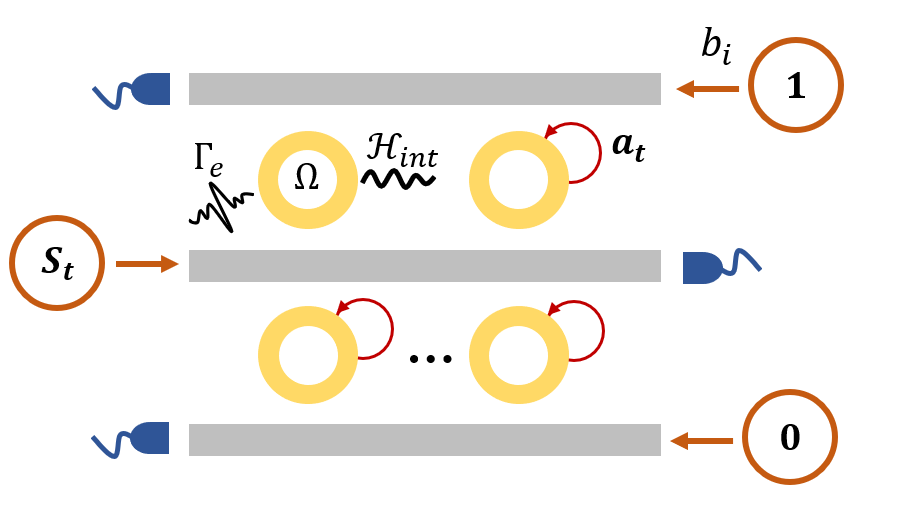 b_i
1
Γ_e
Ω
ℋ_int
a_t
S_t
...
0